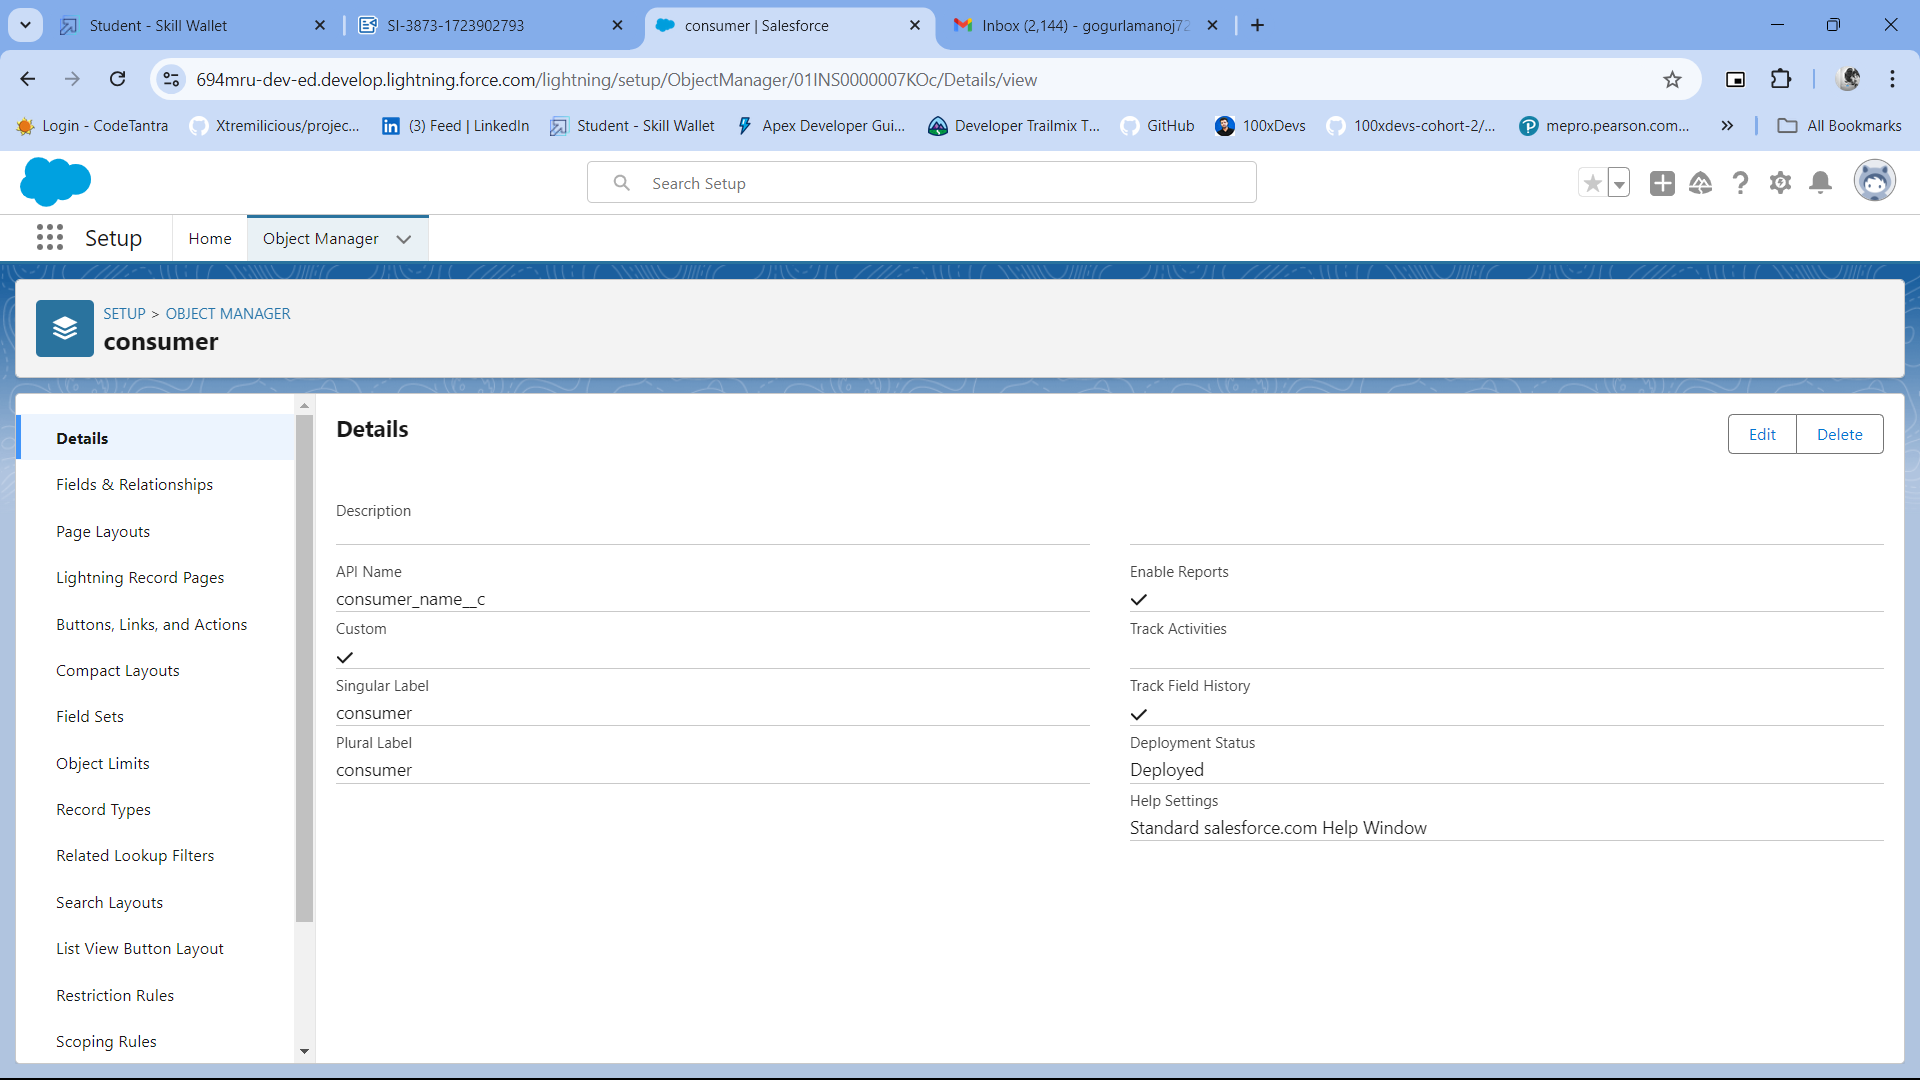 Student - Skill Wallet
SI-3873-1723902793
consumer | Salesforce
Inbox (2,144) - gogurlamanoj72
694mru-dev-ed.develop.lightning.force.com/lightning/setup/ObjectManager/01INS0000007KOc/Details/view
Login - CodeTantra
Xtremilicious/projec...
(3) Feed | LinkedIn
Student - Skill Wallet
Apex Developer Gui...
Developer Trailmix T...
GitHub
100xDevs
100xdevs-cohort-2/...
mepro.pearson.com...
All Bookmarks
Search Setup
Setup
Home
Object Manager
SETUP > OBJECT MANAGER
consumer
Details
Fields & Relationships
Page Layouts
Lightning Record Pages
Buttons, Links, and Actions
Compact Layouts
Field Sets
Object Limits
Record Types
Related Lookup Filters
Search Layouts
List View Button Layout
Restriction Rules
Scoping Rules
Details
Edit
Delete
Description
API Name
consumer_name__c
Custom
Singular Label
consumer
Plural Label
consumer
Enable Reports
Track Activities
Track Field History
Deployment Status
Deployed
Help Settings
Standard salesforce.com Help Window